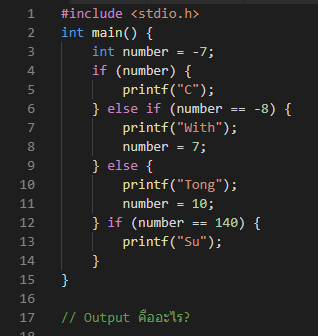 1 #include <stdio.h>
2 int main() {
3 int number = -7;
4 if (number) {
5 printf("C");
6 } else if (number == -8) {
7 printf("With");
8 number = 7;
9 } else {
10 printf("Tong");
11 number = 10;
12 } if (number == 140) {
13 printf("Su");
14 }
15 }
16
17 // Output คืออะไร?
18